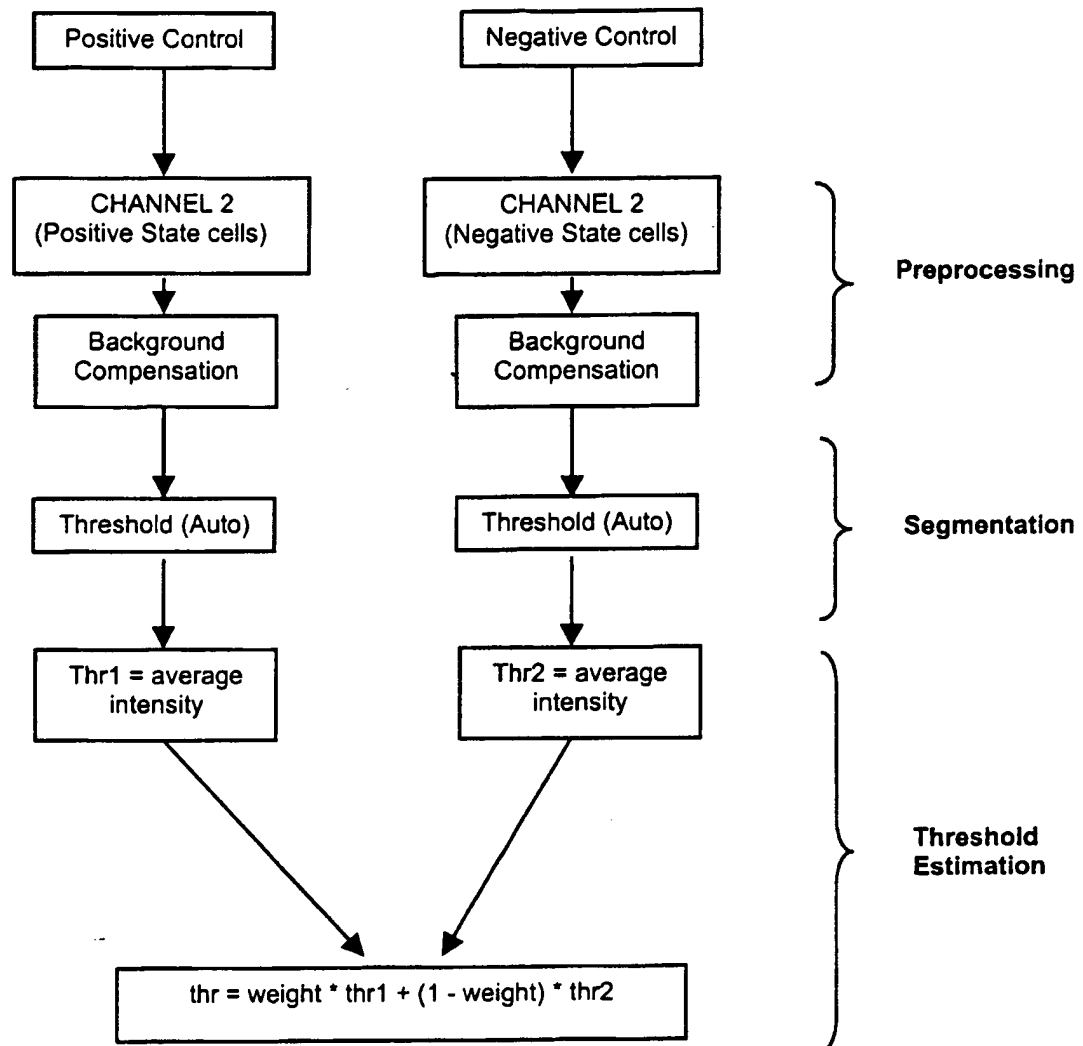 Positive Control
Negative Control
CHANNEL 2
(Positive State cells)
CHANNEL 2
(Negative State cells)
Preprocessing
Background
Compensation
Background
Compensation
Threshold (Auto)
Threshold (Auto)
Segmentation
Thr1 = average
intensity
Thr2 = average
intensity
Threshold
Estimation
thr = weight * thr1 + (1 - weight) * thr2